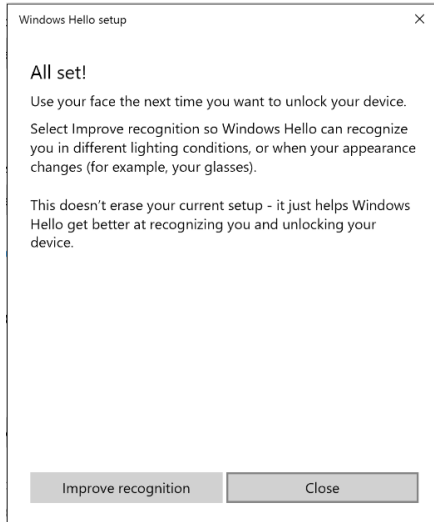 Windows Hello setup
All set!
Use your face the next time you want to unlock your device.
Select Improve recognition so Windows Hello can recognize
you in different lighting conditions, or when your appearance
changes (for example, your glasses).
This doesn't erase your current setup - it just helps Windows
Hello get better at recognizing you and unlocking your
device.
Improve recognition
Close